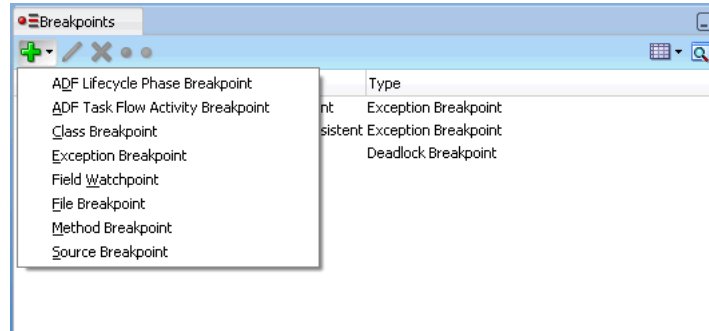 Breakpoints
Type
ADF Lifecycle Phase Breakpoint
ADF Task Flow Activity Breakpoint
Class Breakpoint
Exception Breakpoint
Field Watchpoint
File Breakpoint
Method Breakpoint
Source Breakpoint
nt Exception Breakpoint
sistent Exception Breakpoint
Deadlock Breakpoint